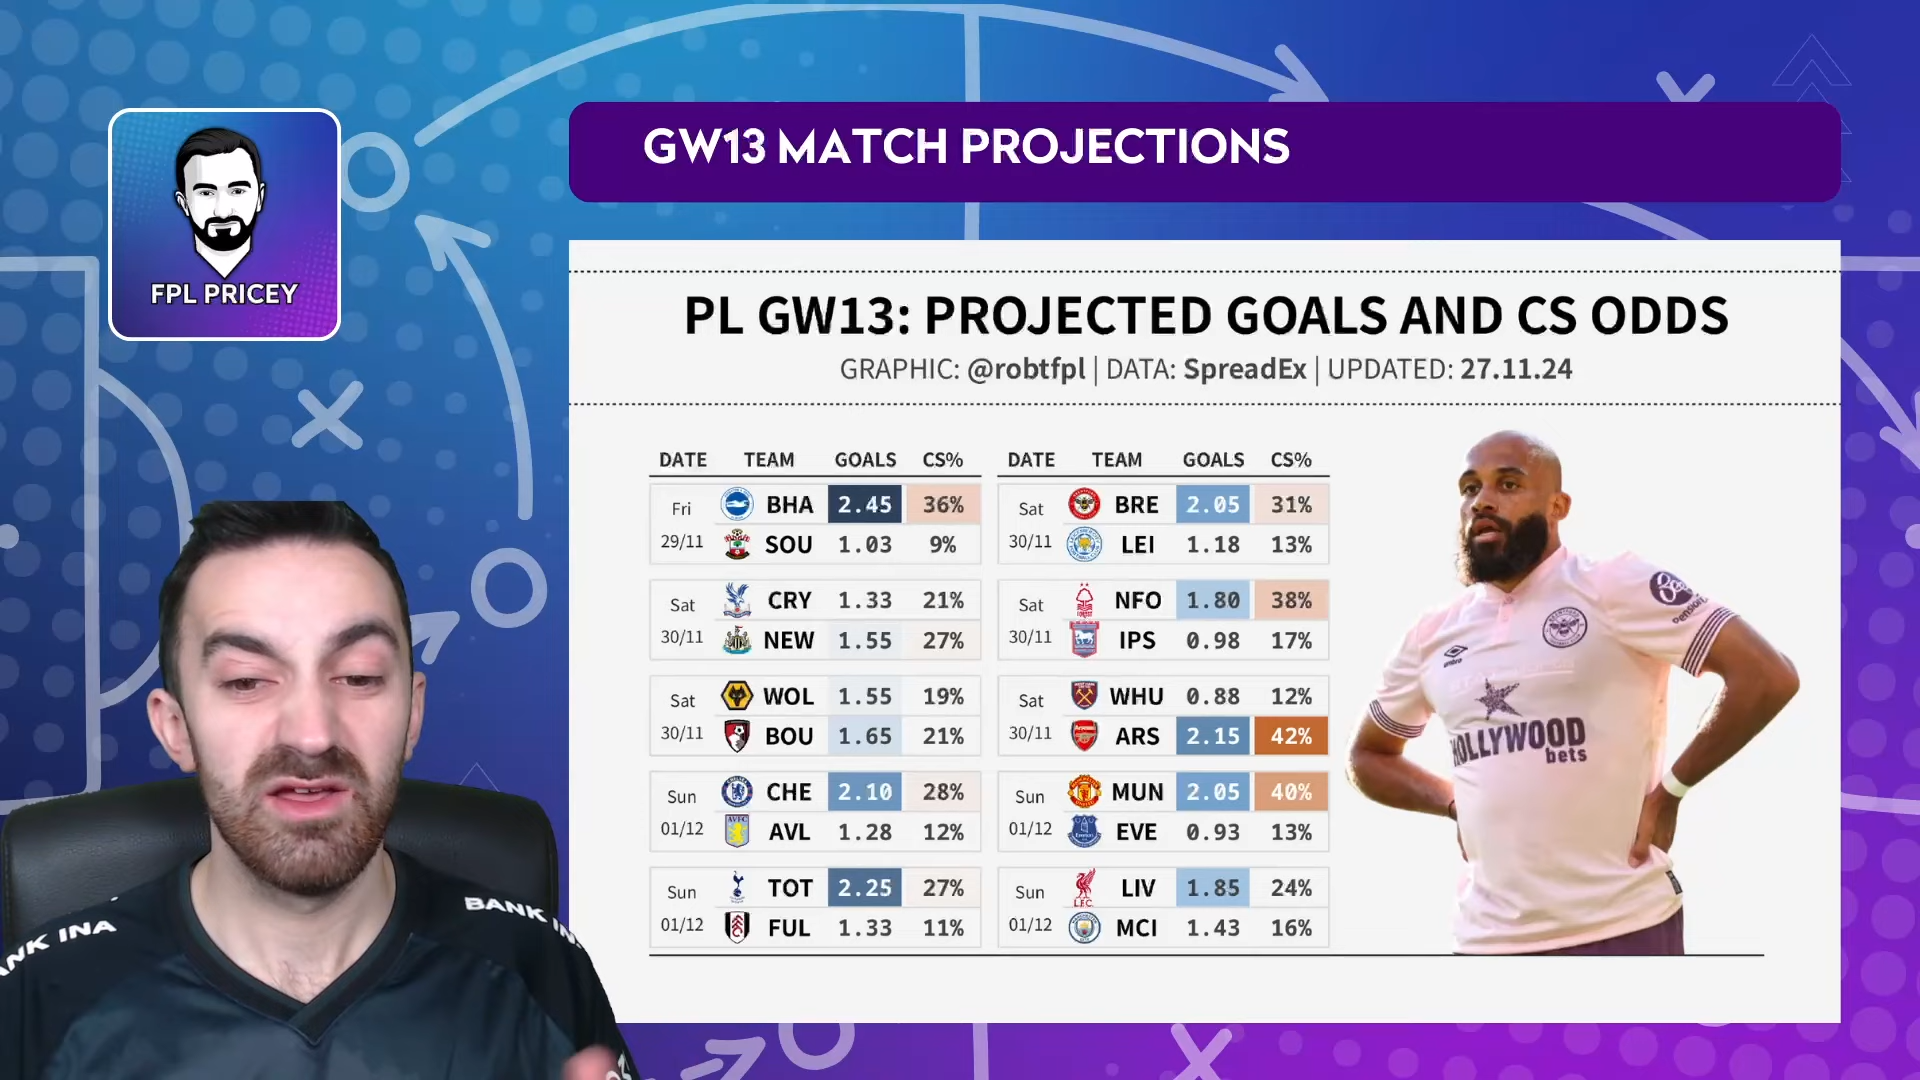 GW13 MATCH PROJECTIONS
FPL PRICEY
PL GW13: PROJECTED GOALS AND CS ODDS
GRAPHIC: @robtfpl | DATA: SpreadEx | UPDATED: 27.11.24
DATE TEAM GOALS CS%
Fri 29/11
BHA 2.45 36%
SOU 1.03 9%
Sat 30/11
CRY 1.33 21%
NEW 1.55 27%
Sat 30/11
WOL 1.55 19%
BOU 1.65 21%
Sun 01/12
CHE 2.10 28%
AVL 1.28 12%
Sun 01/12
TOT 2.25 27%
FUL 1.33 11%
DATE TEAM GOALS CS%
Sat 30/11
BRE 2.05 31%
LEI 1.18 13%
Sat 30/11
NFO 1.80 38%
IPS 0.98 17%
Sat 30/11
WHU 0.88 12%
ARS 2.15 42%
Sun 01/12
MUN 2.05 40%
EVE 0.93 13%
Sun 01/12
LIV 1.85 24%
MCI 1.43 16%
umbro
HOLLYWOOD
bets
BANK IN
NK INA